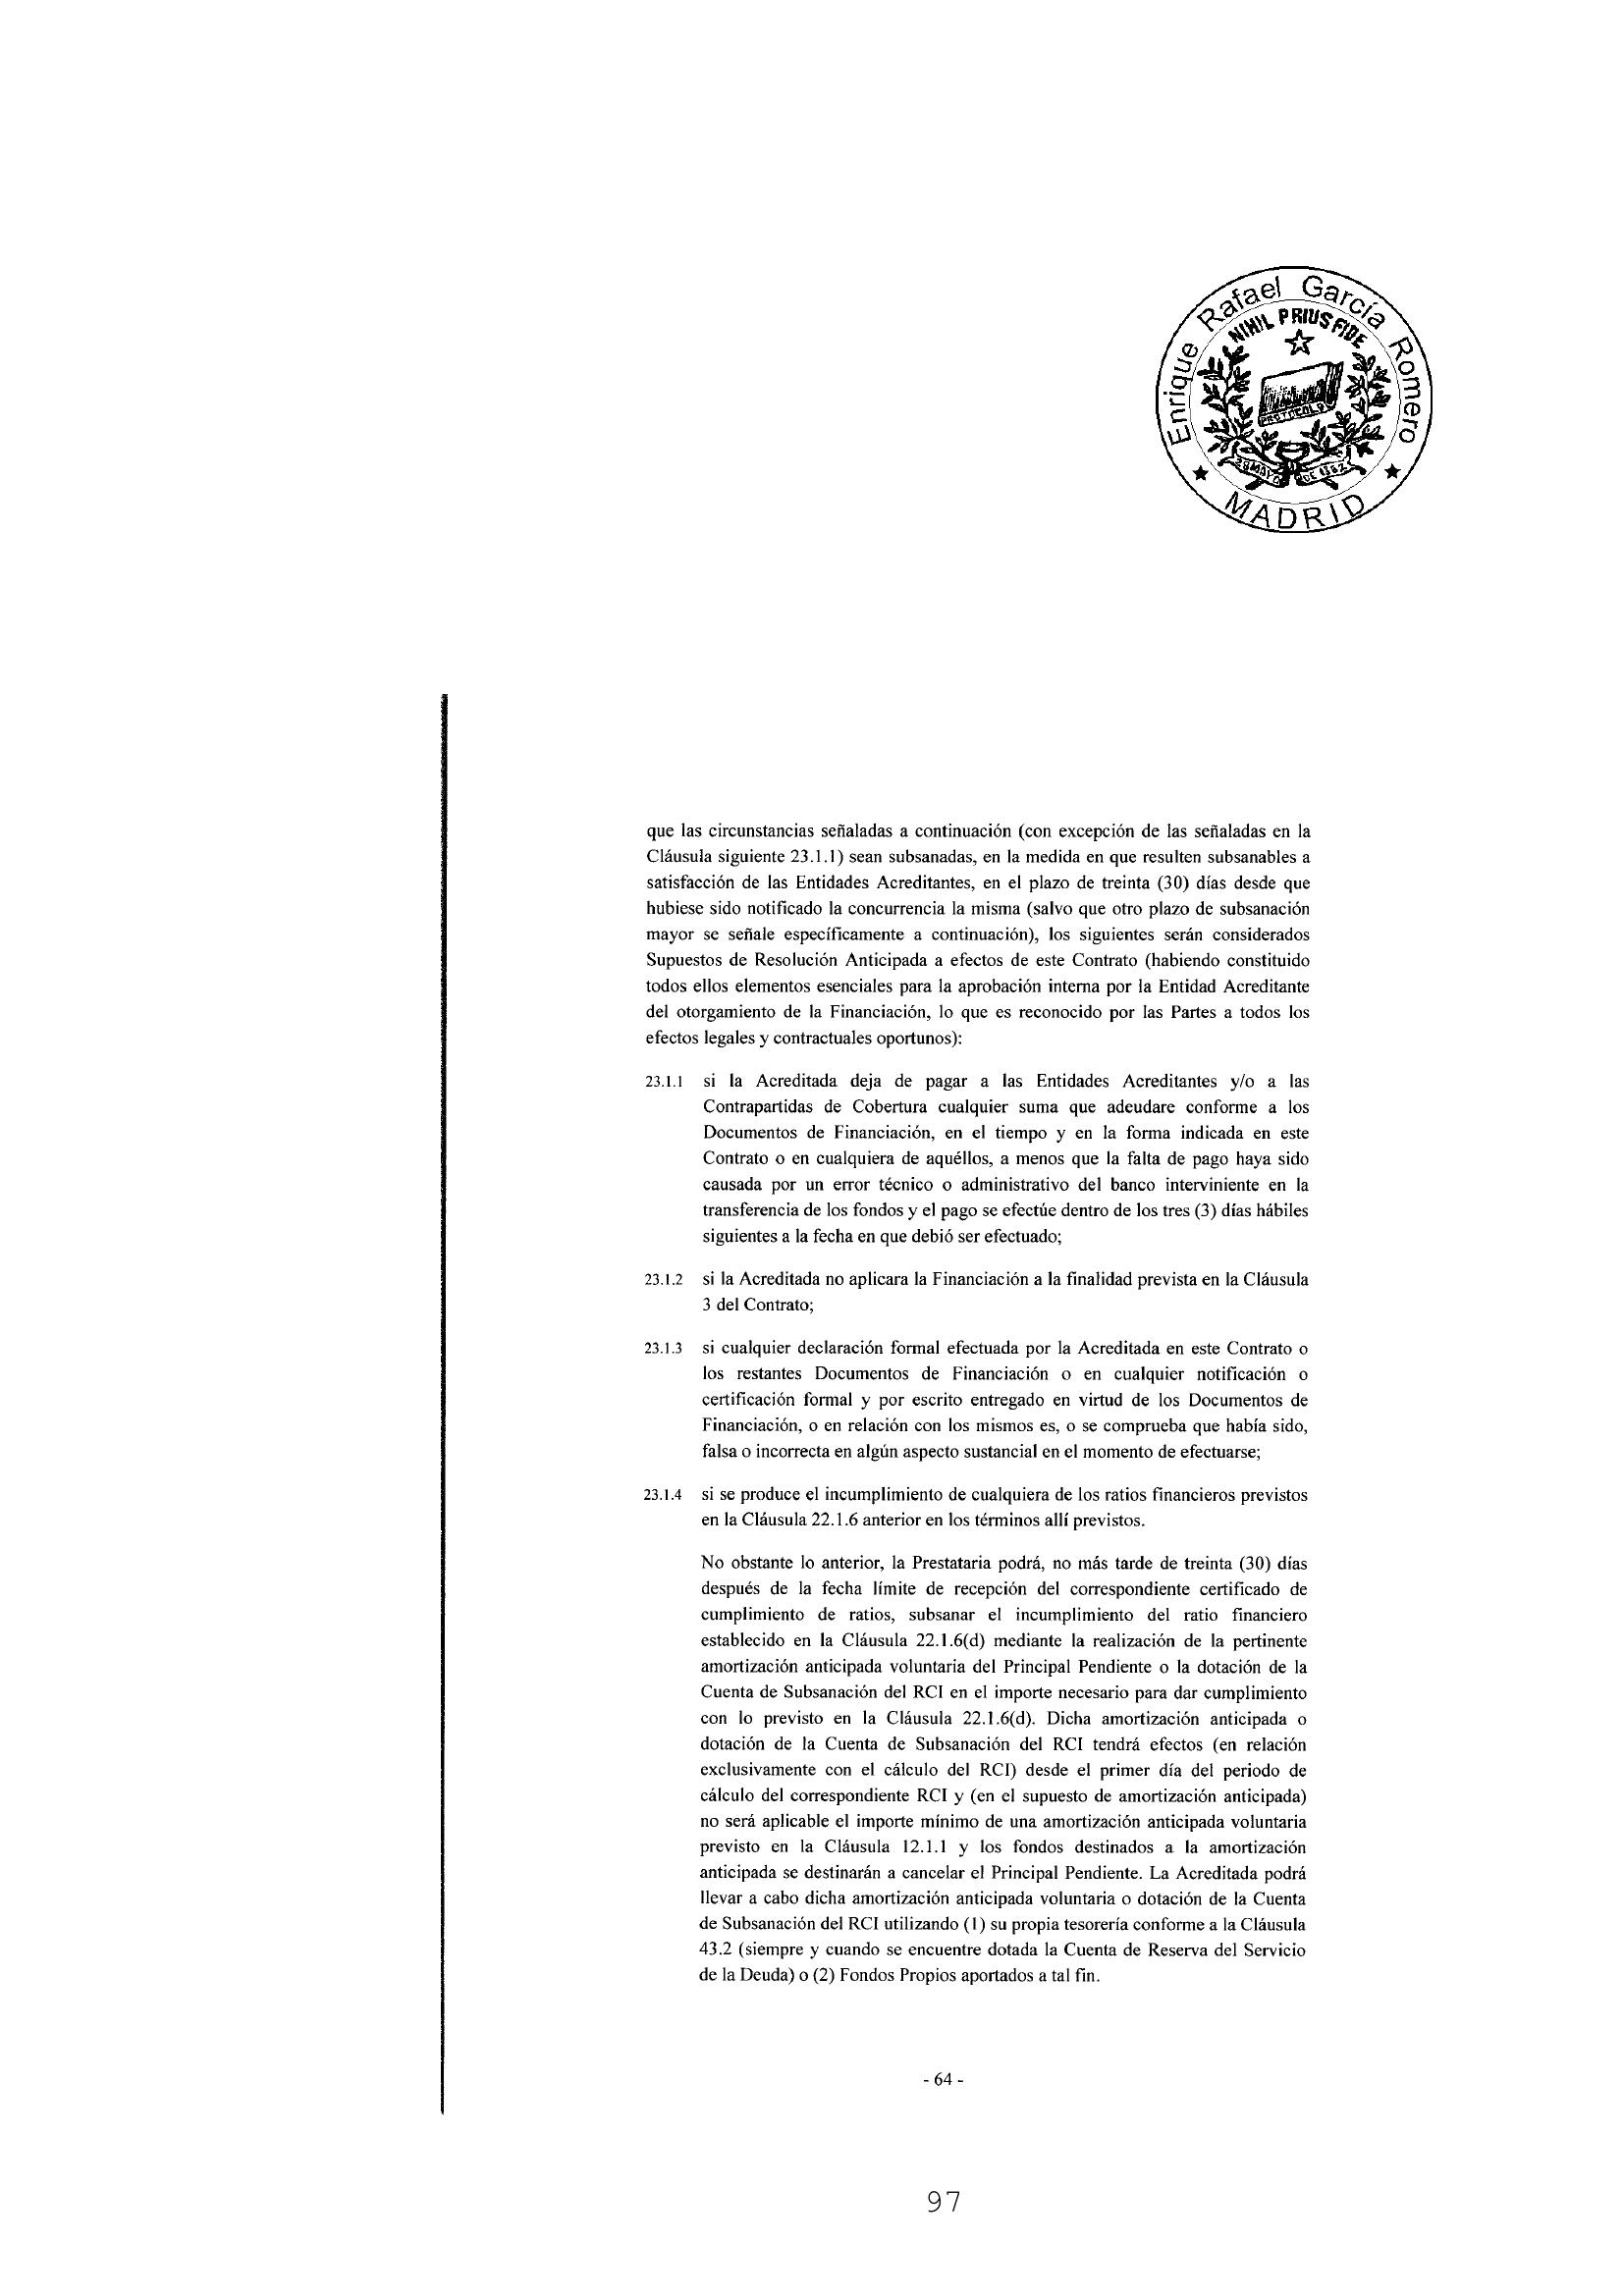 Enrique Rafael García Romero
NIHIL PRIUS FIDE
PROTOCOLO
28 MAYO DE 1862
★ MADRID ★
que las circunstancias señaladas a continuación (con excepción de las señaladas en la
Cláusula siguiente 23.1.1) sean subsanadas, en la medida en que resulten subsanables a
satisfacción de las Entidades Acreditantes, en el plazo de treinta (30) días desde que
hubiese sido notificado la concurrencia la misma (salvo que otro plazo de subsanación
mayor se señale específicamente a continuación), los siguientes serán considerados
Supuestos de Resolución Anticipada a efectos de este Contrato (habiendo constituido
todos ellos elementos esenciales para la aprobación interna por la Entidad Acreditante
del otorgamiento de la Financiación, lo que es reconocido por las Partes a todos los
efectos legales y contractuales oportunos):
23.1.1 si la Acreditada deja de pagar a las Entidades Acreditantes y/o a las
Contrapartidas de Cobertura cualquier suma que adeudare conforme a los
Documentos de Financiación, en el tiempo y en la forma indicada en este
Contrato o en cualquiera de aquéllos, a menos que la falta de pago haya sido
causada por un error técnico o administrativo del banco interviniente en la
transferencia de los fondos y el pago se efectúe dentro de los tres (3) días hábiles
siguientes a la fecha en que debió ser efectuado;
23.1.2 si la Acreditada no aplicara la Financiación a la finalidad prevista en la Cláusula
3 del Contrato;
23.1.3 si cualquier declaración formal efectuada por la Acreditada en este Contrato o
los restantes Documentos de Financiación o en cualquier notificación o
certificación formal y por escrito entregado en virtud de los Documentos de
Financiación, o en relación con los mismos es, o se comprueba que había sido,
falsa o incorrecta en algún aspecto sustancial en el momento de efectuarse;
23.1.4 si se produce el incumplimiento de cualquiera de los ratios financieros previstos
en la Cláusula 22.1.6 anterior en los términos allí previstos.
No obstante lo anterior, la Prestataria podrá, no más tarde de treinta (30) días
después de la fecha límite de recepción del correspondiente certificado de
cumplimiento de ratios, subsanar el incumplimiento del ratio financiero
establecido en la Cláusula 22.1.6(d) mediante la realización de la pertinente
amortización anticipada voluntaria del Principal Pendiente o la dotación de la
Cuenta de Subsanación del RCI en el importe necesario para dar cumplimiento
con lo previsto en la Cláusula 22.1.6(d). Dicha amortización anticipada o
dotación de la Cuenta de Subsanación del RCI tendrá efectos (en relación
exclusivamente con el cálculo del RCI) desde el primer día del periodo de
cálculo del correspondiente RCI y (en el supuesto de amortización anticipada)
no será aplicable el importe mínimo de una amortización anticipada voluntaria
previsto en la Cláusula 12.1.1 y los fondos destinados a la amortización
anticipada se destinarán a cancelar el Principal Pendiente. La Acreditada podrá
llevar a cabo dicha amortización anticipada voluntaria o dotación de la Cuenta
de Subsanación del RCI utilizando (1) su propia tesorería conforme a la Cláusula
43.2 (siempre y cuando se encuentre dotada la Cuenta de Reserva del Servicio
de la Deuda) o (2) Fondos Propios aportados a tal fin.
- 64 -
97